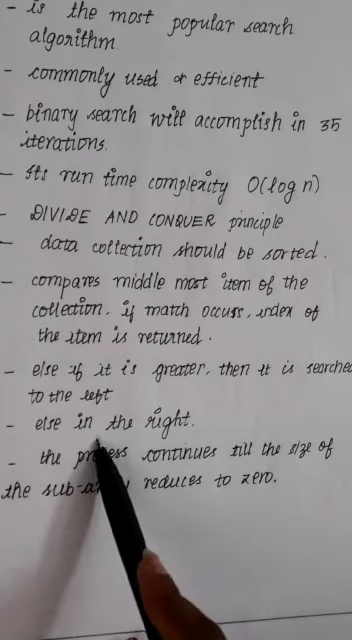 - is the most popular search
algorithm.
- commonly used & efficient
- binary search will accomplish in 35
iterations.
- Its run time complexity O(log n)
- DIVIDE AND CONQUER principle
- data collection should be sorted.
- compares middle most item of the
collection. if match occurs, index of
the item is returned.
- else if it is greater, then it is searched
to the left
- else in the right.
- the process continues till the size of
the sub-array reduces to zero.